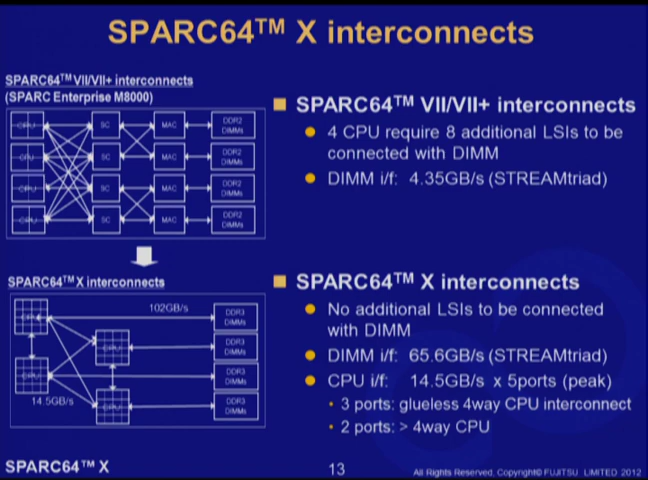 SPARC64™ X interconnects
SPARC64™ VII/VII+ interconnects
(SPARC Enterprise M8000)
CPU SC MAC DDR2
DIMMs
CPU SC MAC DDR2
DIMMs
CPU SC MAC DDR2
DIMMs
CPU SC MAC DDR2
DIMMs
SPARC64™ X interconnects
CPU 102GB/s DDR3
DIMMs
CPU DDR3
DIMMs
CPU DDR3
DIMMs
14.5GB/s CPU DDR3
DIMMs
■ SPARC64™ VII/VII+ interconnects
● 4 CPU require 8 additional LSIs to be
connected with DIMM
● DIMM i/f: 4.35GB/s (STREAMtriad)
■ SPARC64™ X interconnects
● No additional LSIs to be connected
with DIMM
● DIMM i/f: 65.6GB/s (STREAMtriad)
● CPU i/f: 14.5GB/s x 5ports (peak)
• 3 ports: glueless 4way CPU interconnect
• 2 ports: > 4way CPU
SPARC64™ X
13
All Rights Reserved, Copyright© FUJITSU LIMITED 2012